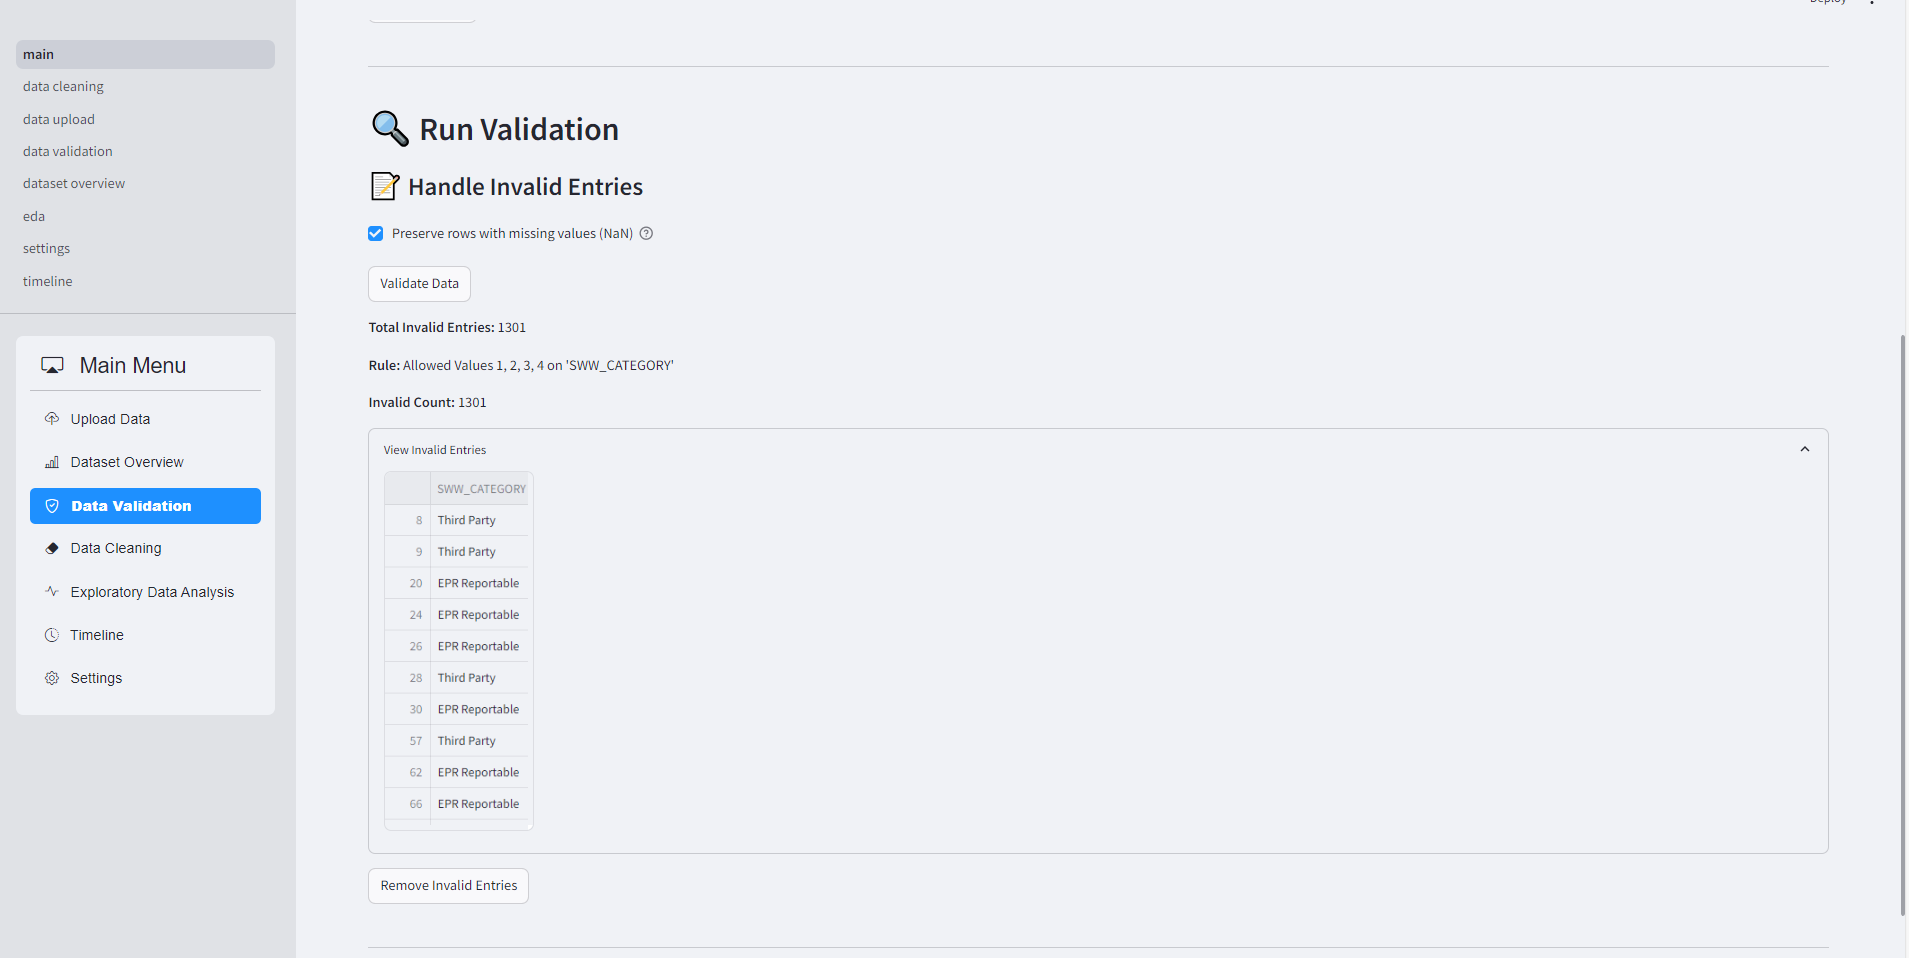 Deploy
main
data cleaning
data upload
data validation
dataset overview
eda
settings
timeline
Main Menu
Upload Data
Dataset Overview
Data Validation
Data Cleaning
Exploratory Data Analysis
Timeline
Settings
Run Validation
Handle Invalid Entries
Preserve rows with missing values (NaN)
Validate Data
Total Invalid Entries: 1301
Rule: Allowed Values 1, 2, 3, 4 on 'SWW_CATEGORY'
Invalid Count: 1301
View Invalid Entries
SWW_CATEGORY
8 Third Party
9 Third Party
20 EPR Reportable
24 EPR Reportable
26 EPR Reportable
28 Third Party
30 EPR Reportable
57 Third Party
62 EPR Reportable
66 EPR Reportable
Remove Invalid Entries